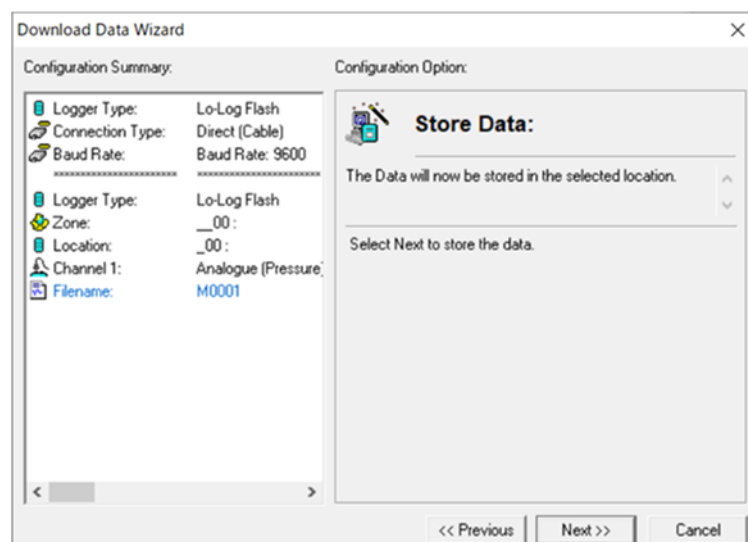 Download Data Wizard
Configuration Summary:
Configuration Option:
Logger Type: Lo-Log Flash
Connection Type: Direct (Cable)
Baud Rate: Baud Rate: 9600
××××××××××××××××××××× ×××××××××××××××××××××
Logger Type: Lo-Log Flash
Zone: __00 :
Location: _00 :
Channel 1: Analogue (Pressure)
Filename: M0001
Store Data:
The Data will now be stored in the selected location.
Select Next to store the data.
<< Previous Next >> Cancel